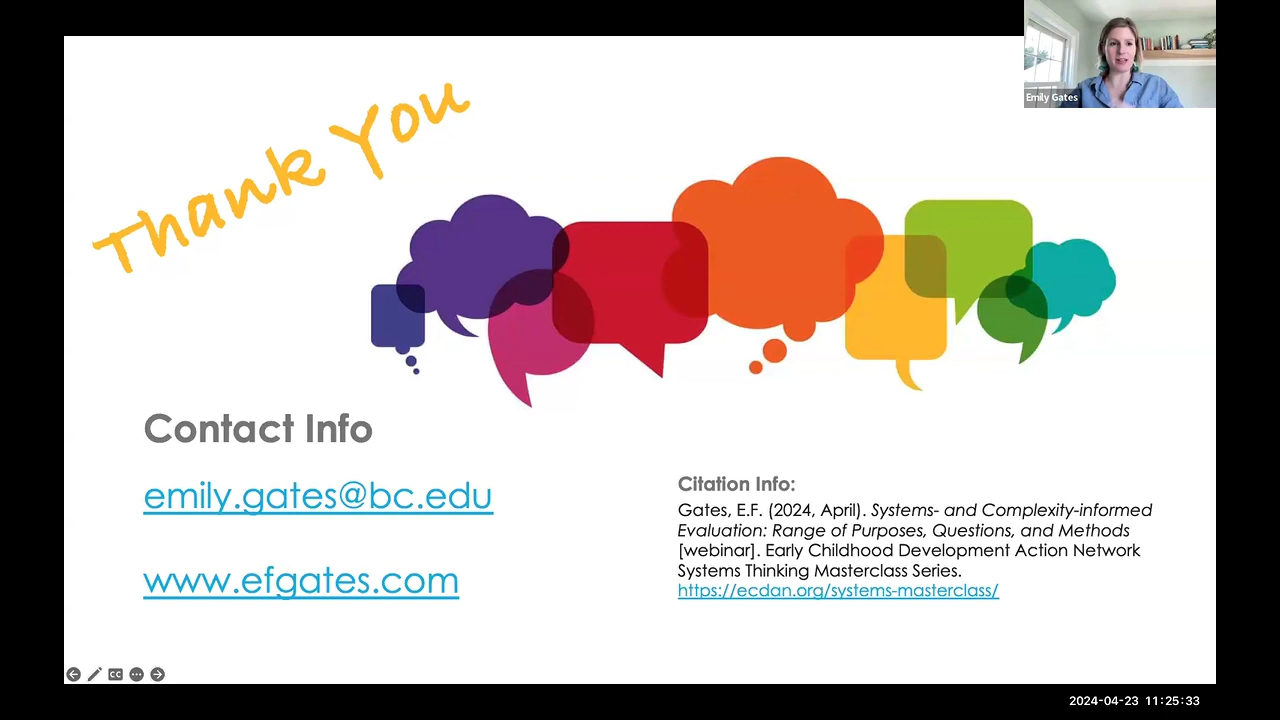 Emily Gates
Thank You
Contact Info
emily.gates@bc.edu
www.efgates.com
Citation Info:
Gates, E.F. (2024, April). Systems- and Complexity-informed
Evaluation: Range of Purposes, Questions, and Methods
[webinar]. Early Childhood Development Action Network
Systems Thinking Masterclass Series.
https://ecdan.org/systems-masterclass/
CC
2024-04-23 11:25:33